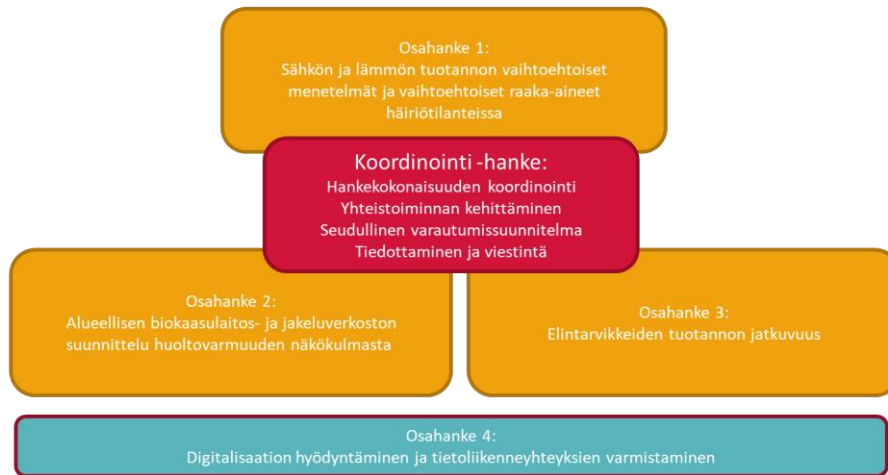 Osahanke 1:
Sähkön ja lämmön tuotannon vaihtoehtoiset
menetelmät ja vaihtoehtoiset raaka-aineet
häiriötilanteissa
Koordinointi -hanke:
Hankekokonaisuuden koordinointi
Yhteistoiminnan kehittäminen
Seudullinen varautumissuunnitelma
Tiedottaminen ja viestintä
Osahanke 2:
Alueellisen biokaasulaitos- ja jakeluverkoston
suunnittelu huoltovarmuuden näkökulmasta
Osahanke 3:
Elintarvikkeiden tuotannon jatkuvuus
Osahanke 4:
Digitalisaation hyödyntäminen ja tietoliikenneyhteyksien varmistaminen